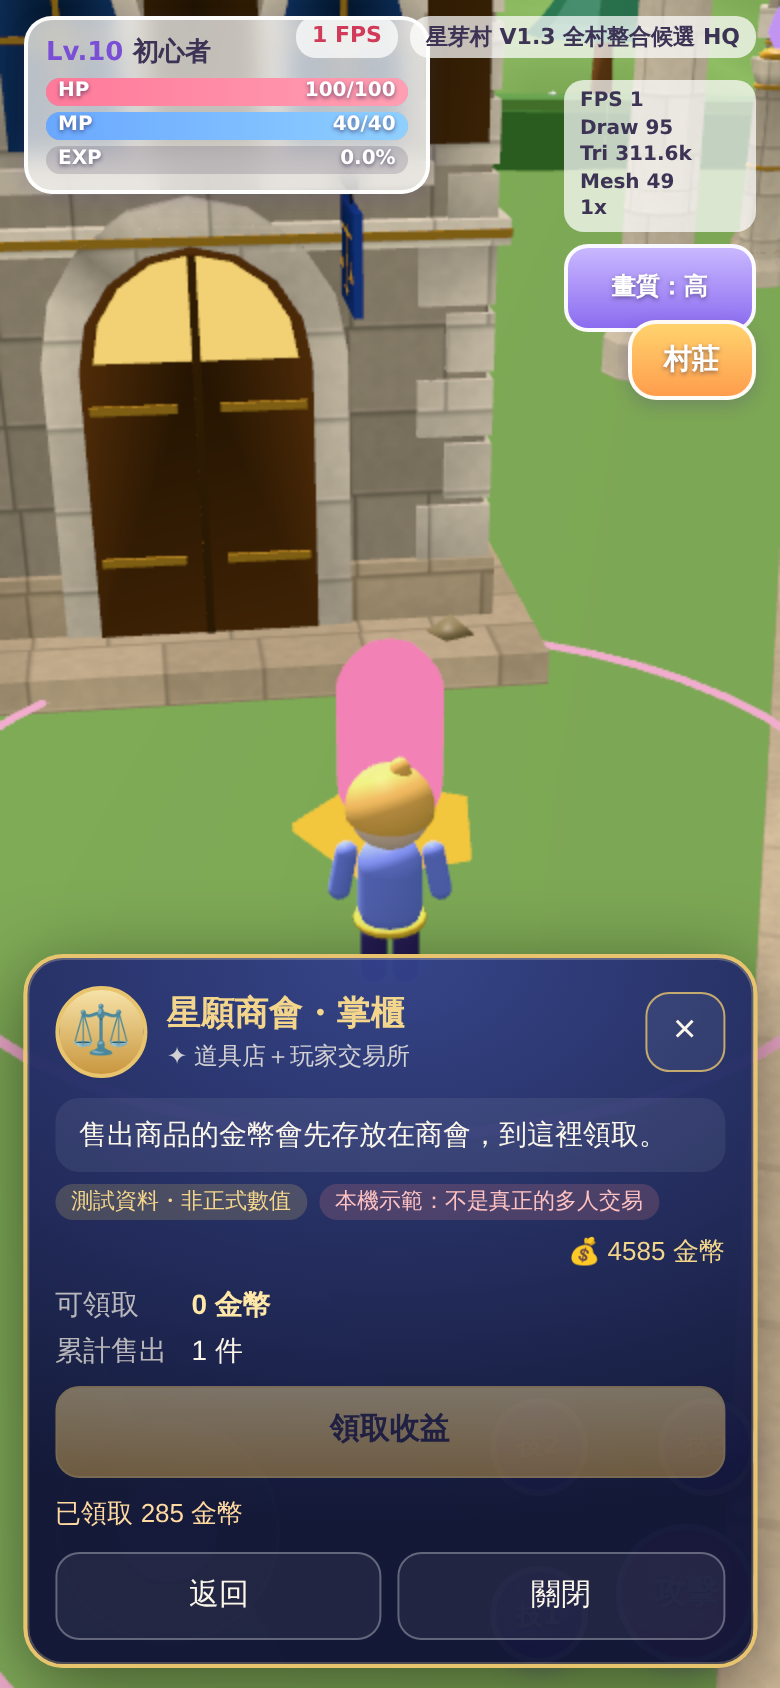 Lv.10 初心者
1 FPS
星芽村 V1.3 全村整合候選 HQ
HP 100/100
MP 40/40
EXP 0.0%
FPS 1
Draw 95
Tri 311.6k
Mesh 49
1x
畫質：高
村莊
星願商會・掌櫃
✦ 道具店＋玩家交易所
×
售出商品的金幣會先存放在商會，到這裡領取。
測試資料・非正式數值
本機示範：不是真正的多人交易
💰 4585 金幣
可領取 0 金幣
累計售出 1 件
領取收益
已領取 285 金幣
返回
關閉